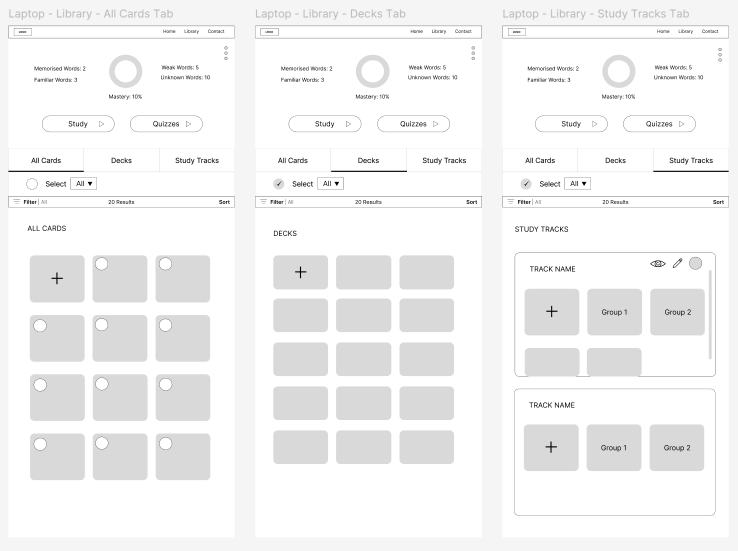 Laptop - Library - All Cards Tab
LOGO
Home Library Contact
Memorised Words: 2
Familiar Words: 3
Weak Words: 5
Unknown Words: 10
Mastery: 10%
Study
Quizzes
All Cards Decks Study Tracks
Select All ▼
Filter | All 20 Results Sort
ALL CARDS
Laptop - Library - Decks Tab
LOGO
Home Library Contact
Memorised Words: 2
Familiar Words: 3
Weak Words: 5
Unknown Words: 10
Mastery: 10%
Study
Quizzes
All Cards Decks Study Tracks
Select All ▼
Filter | All 20 Results Sort
DECKS
Laptop - Library - Study Tracks Tab
LOGO
Home Library Contact
Memorised Words: 2
Familiar Words: 3
Weak Words: 5
Unknown Words: 10
Mastery: 10%
Study
Quizzes
All Cards Decks Study Tracks
Select All ▼
Filter | All 20 Results Sort
STUDY TRACKS
TRACK NAME
Group 1 Group 2
TRACK NAME
Group 1 Group 2